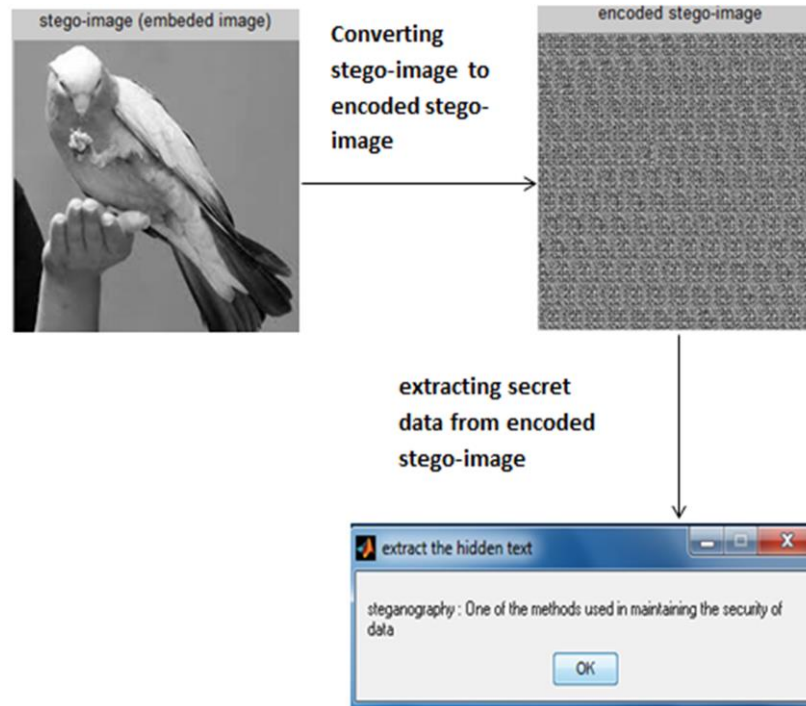 stego-image (embeded image)
Converting
stego-image to
encoded stego-
image
encoded stego-image
extracting secret
data from encoded
stego-image
extract the hidden text
steganography : One of the methods used in maintaining the security of
data
OK